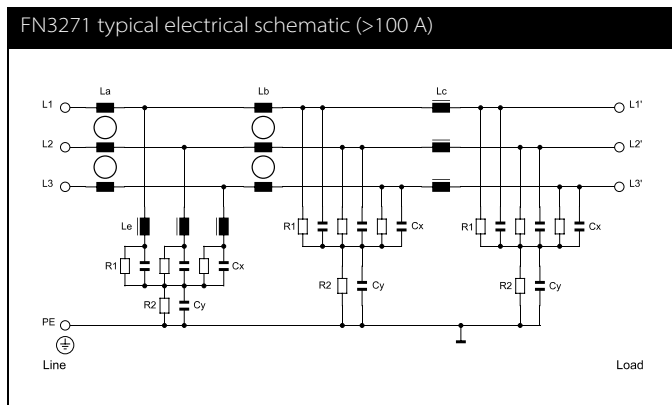 FN3271 typical electrical schematic (>100 A)
La Lb Lc
L1 L1'
L2 L2'
L3 L3'
Le R1 Cx R1 Cx
R1 Cx
R2 Cy R2 Cy
R2 Cy
PE
Line Load